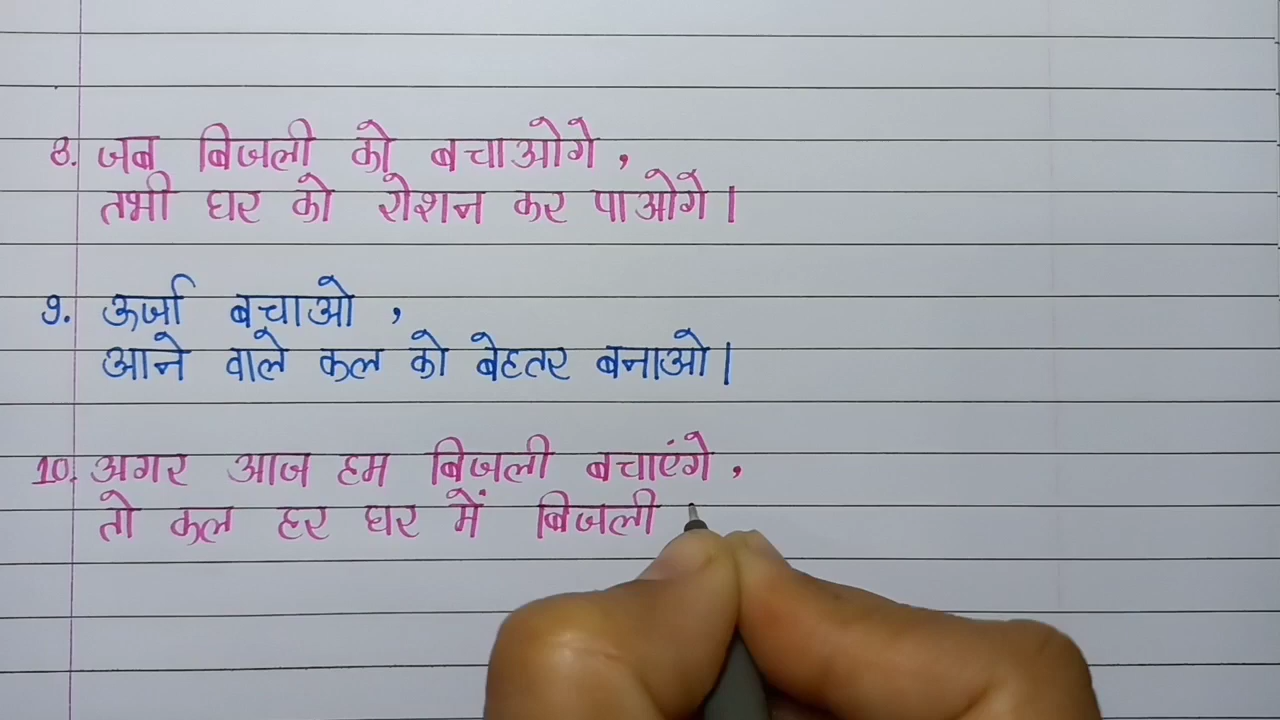 8. जब बिजली को बचाओगे,
तभी घर को रोशन कर पाओगे।
9. ऊर्जा बचाओ,
आने वाले कल को बेहतर बनाओ।
10. अगर आज हम बिजली बचाएंगे,
तो कल हर घर में बिजली